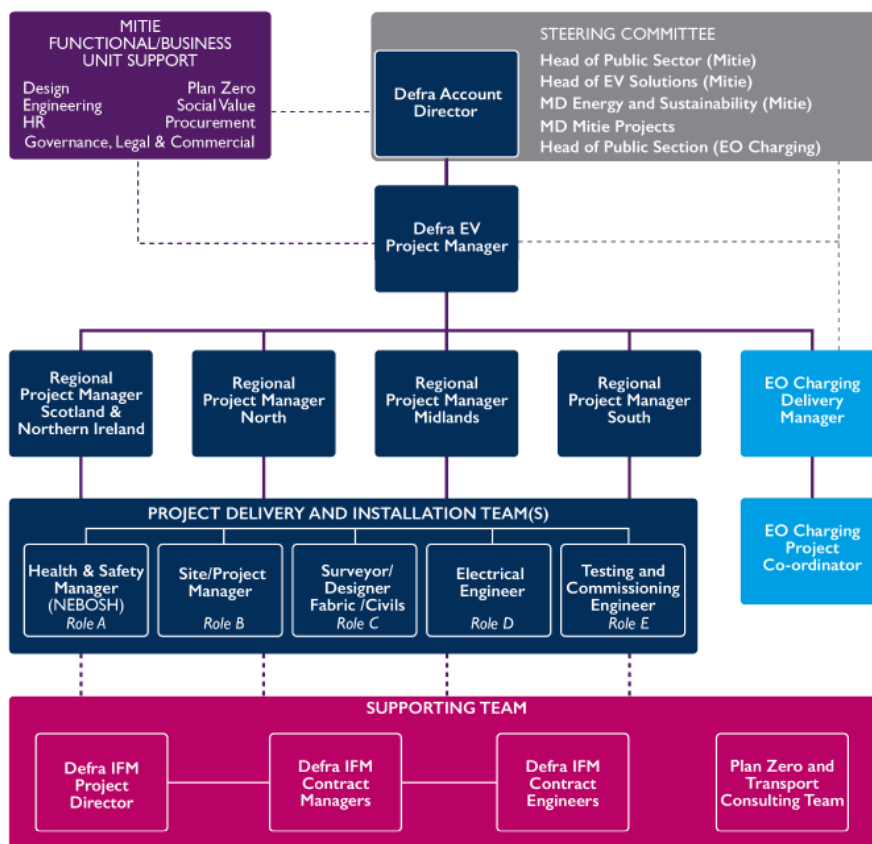 MITIE
FUNCTIONAL/BUSINESS
UNIT SUPPORT
Design Plan Zero
Engineering Social Value
HR Procurement
Governance, Legal & Commercial
STEERING COMMITTEE
Head of Public Sector (Mitie)
Head of EV Solutions (Mitie)
MD Energy and Sustainability (Mitie)
MD Mitie Projects
Head of Public Section (EO Charging)
Defra Account
Director
Defra EV
Project Manager
Regional
Project Manager
Scotland &
Northern Ireland
Regional
Project Manager
North
Regional
Project Manager
Midlands
Regional
Project Manager
South
EO Charging
Delivery
Manager
PROJECT DELIVERY AND INSTALLATION TEAM(S)
Health & Safety
Manager
(NEBOSH)
Role A
Site/Project
Manager
Role B
Surveyor/
Designer
Fabric /Civils
Role C
Electrical
Engineer
Role D
Testing and
Commissioning
Engineer
Role E
EO Charging
Project
Co-ordinator
SUPPORTING TEAM
Defra IFM
Project
Director
Defra IFM
Contract
Managers
Defra IFM
Contract
Engineers
Plan Zero and
Transport
Consulting Team